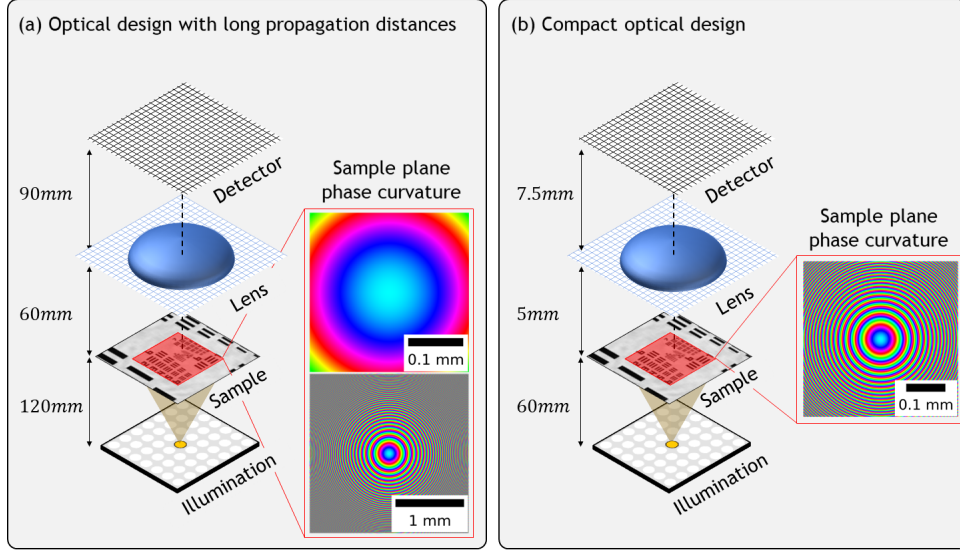 (a) Optical design with long propagation distances
90mm
Detector
Sample plane
phase curvature
60mm
Lens
0.1 mm
120mm
Sample
Illumination
1 mm
(b) Compact optical design
7.5mm
Detector
Sample plane
phase curvature
5mm
Lens
0.1 mm
60mm
Sample
Illumination